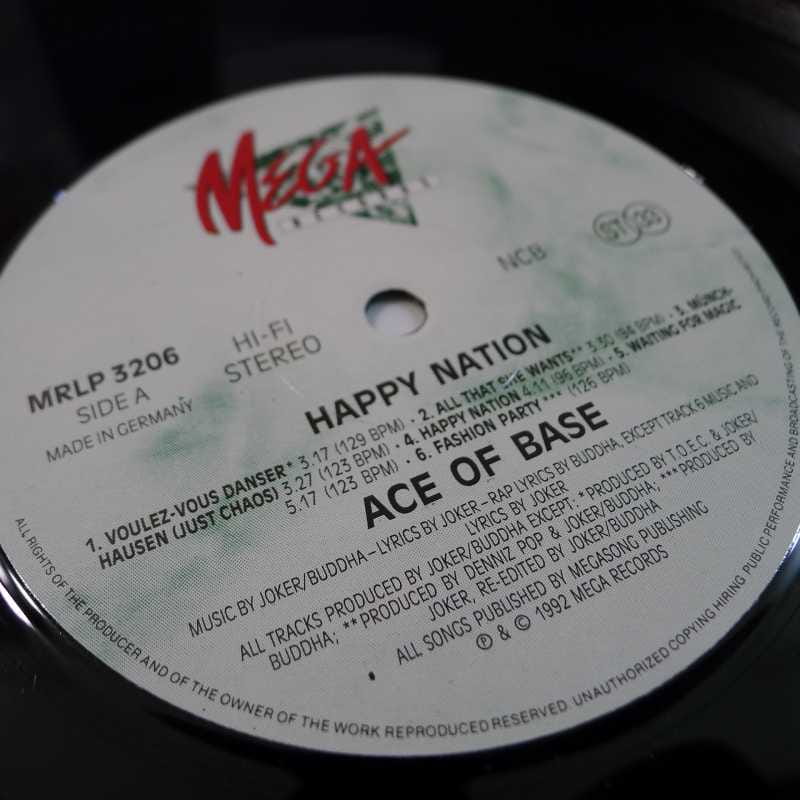 MEGA
RECORDS
NCB
ST 33
MRLP 3206
SIDE A
MADE IN GERMANY
HI-FI
STEREO
HAPPY NATION
1. VOULEZ-VOUS DANSER* 3.17 (129 BPM) · 2. ALL THAT SHE WANTS** 3.30 (94 BPM) · 3. MÜNCH-
HAUSEN (JUST CHAOS) 3.27 (123 BPM) · 4. HAPPY NATION 4.11 (96 BPM) · 5. WAITING FOR MAGIC
5.17 (123 BPM) · 6. FASHION PARTY*** (126 BPM)
ACE OF BASE
MUSIC BY JOKER/BUDDHA – LYRICS BY JOKER – RAP LYRICS BY BUDDHA, EXCEPT TRACK 6 MUSIC AND
LYRICS BY JOKER
ALL TRACKS PRODUCED BY JOKER/BUDDHA EXCEPT: *PRODUCED BY T.O.E.C. & JOKER/
BUDDHA; **PRODUCED BY DENNIZ POP & JOKER/BUDDHA; ***PRODUCED BY
JOKER, RE-EDITED BY JOKER/BUDDHA
ALL SONGS PUBLISHED BY MEGASONG PUBLISHING
℗ & © 1992 MEGA RECORDS
ALL RIGHTS OF THE PRODUCER AND OF THE OWNER OF THE WORK REPRODUCED RESERVED. UNAUTHORIZED COPYING HIRING PUBLIC PERFORMANCE AND BROADCASTING OF THE